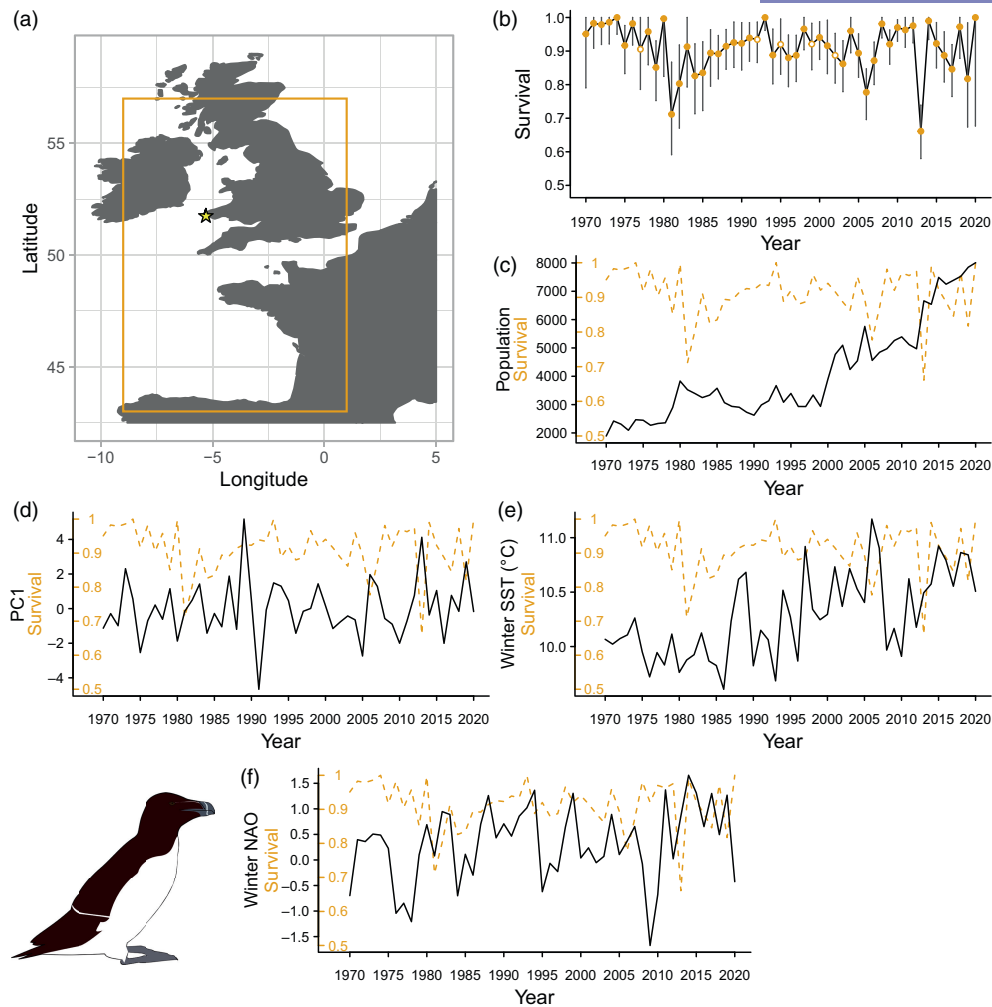 (a)
Latitude
55
50
45
−10 −5 0 5
Longitude
(b)
Survival
1.0
0.9
0.8
0.7
0.6
0.5
1970 1975 1980 1985 1990 1995 2000 2005 2010 2015 2020
Year
(c)
Population
Survival
8000
7000
6000
5000
4000
3000
2000
1
0.9
0.8
0.7
0.6
0.5
1970 1975 1980 1985 1990 1995 2000 2005 2010 2015 2020
Year
(d)
PC1
Survival
4
2
0
−2
−4
1
0.9
0.8
0.7
0.6
0.5
1970 1975 1980 1985 1990 1995 2000 2005 2010 2015 2020
Year
(e)
Winter SST (°C)
Survival
11.0
10.5
10.0
1
0.9
0.8
0.7
0.6
0.5
1970 1975 1980 1985 1990 1995 2000 2005 2010 2015 2020
Year
(f)
Winter NAO
Survival
1.5
1.0
0.5
0.0
−0.5
−1.0
−1.5
1
0.9
0.8
0.7
0.6
0.5
1970 1975 1980 1985 1990 1995 2000 2005 2010 2015 2020
Year